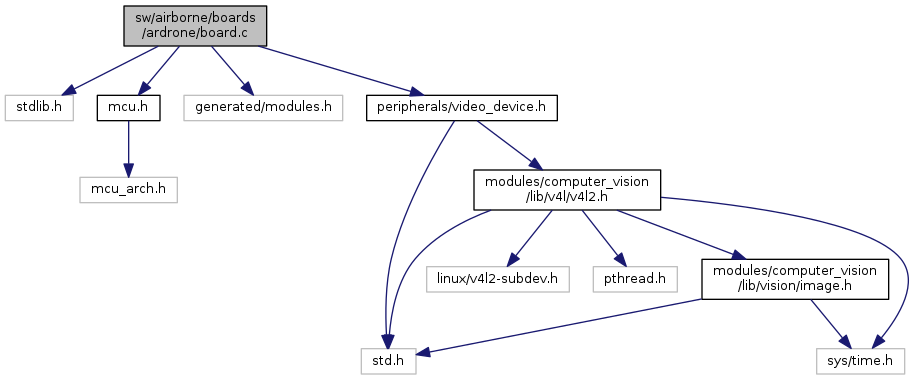 sw/airborne/boards
/ardrone/board.c
stdlib.h
mcu.h
generated/modules.h
peripherals/video_device.h
mcu_arch.h
modules/computer_vision
/lib/v4l/v4l2.h
linux/v4l2-subdev.h
pthread.h
modules/computer_vision
/lib/vision/image.h
std.h
sys/time.h